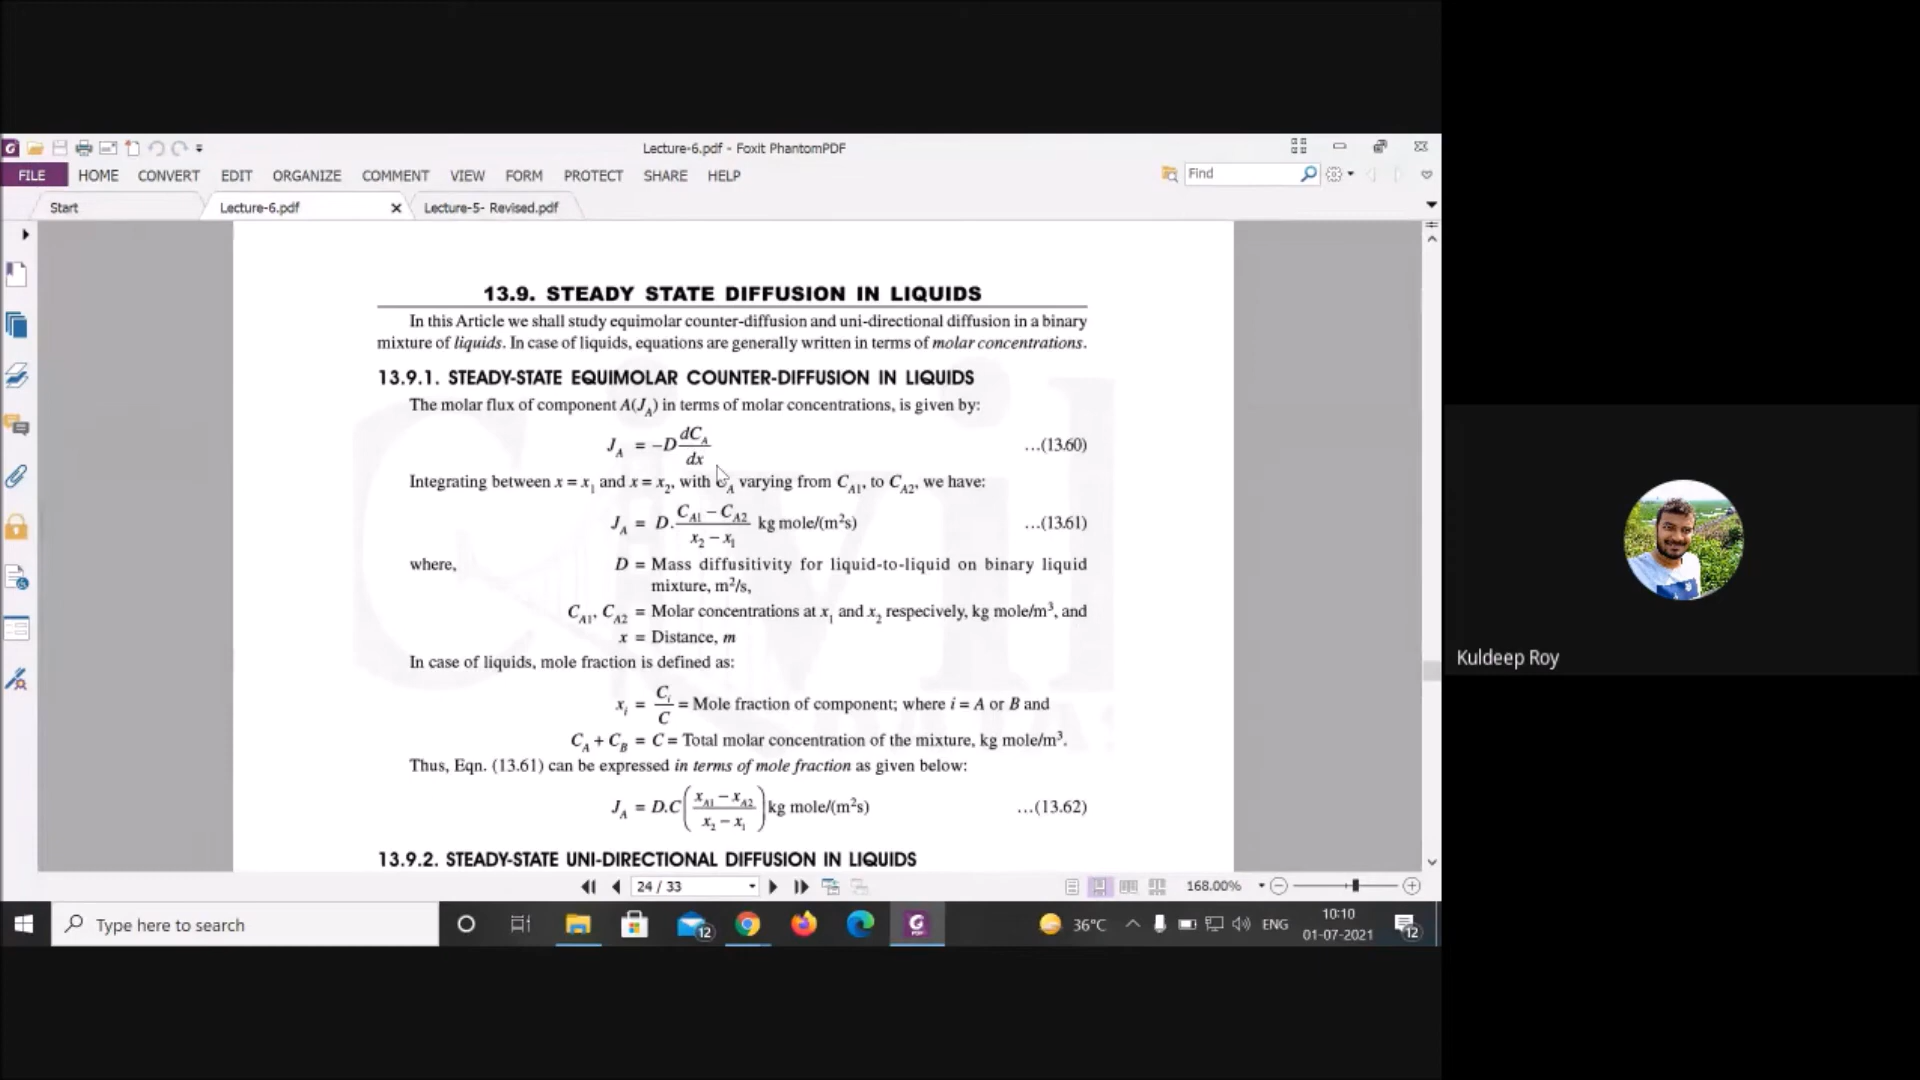 Lecture-6.pdf - Foxit PhantomPDF
FILE HOME CONVERT EDIT ORGANIZE COMMENT VIEW FORM PROTECT SHARE HELP Find
Start Lecture-6.pdf Lecture-5- Revised.pdf
13.9. STEADY STATE DIFFUSION IN LIQUIDS
In this Article we shall study equimolar counter-diffusion and uni-directional diffusion in a binary
mixture of liquids. In case of liquids, equations are generally written in terms of molar concentrations.
13.9.1. STEADY-STATE EQUIMOLAR COUNTER-DIFFUSION IN LIQUIDS
The molar flux of component A(J_A) in terms of molar concentrations, is given by:
J_A = –D dC_A/dx ...(13.60)
Integrating between x = x_1 and x = x_2, with C_A varying from C_A1, to C_A2, we have:
J_A = D. (C_A1 – C_A2)/(x_2 – x_1) kg mole/(m²s) ...(13.61)
where, D = Mass diffusitivity for liquid-to-liquid on binary liquid
mixture, m²/s,
C_A1, C_A2 = Molar concentrations at x_1 and x_2 respecively, kg mole/m³, and
x = Distance, m
In case of liquids, mole fraction is defined as:
x_i = C_i/C = Mole fraction of component; where i = A or B and
C_A + C_B = C = Total molar concentration of the mixture, kg mole/m³.
Thus, Eqn. (13.61) can be expressed in terms of mole fraction as given below:
J_A = D.C ((x_A1 – x_A2)/(x_2 – x_1)) kg mole/(m²s) ...(13.62)
13.9.2. STEADY-STATE UNI-DIRECTIONAL DIFFUSION IN LIQUIDS
24 / 33 168.00%
Type here to search 12 36°C ENG 10:10
01-07-2021 12
Kuldeep Roy
Civil